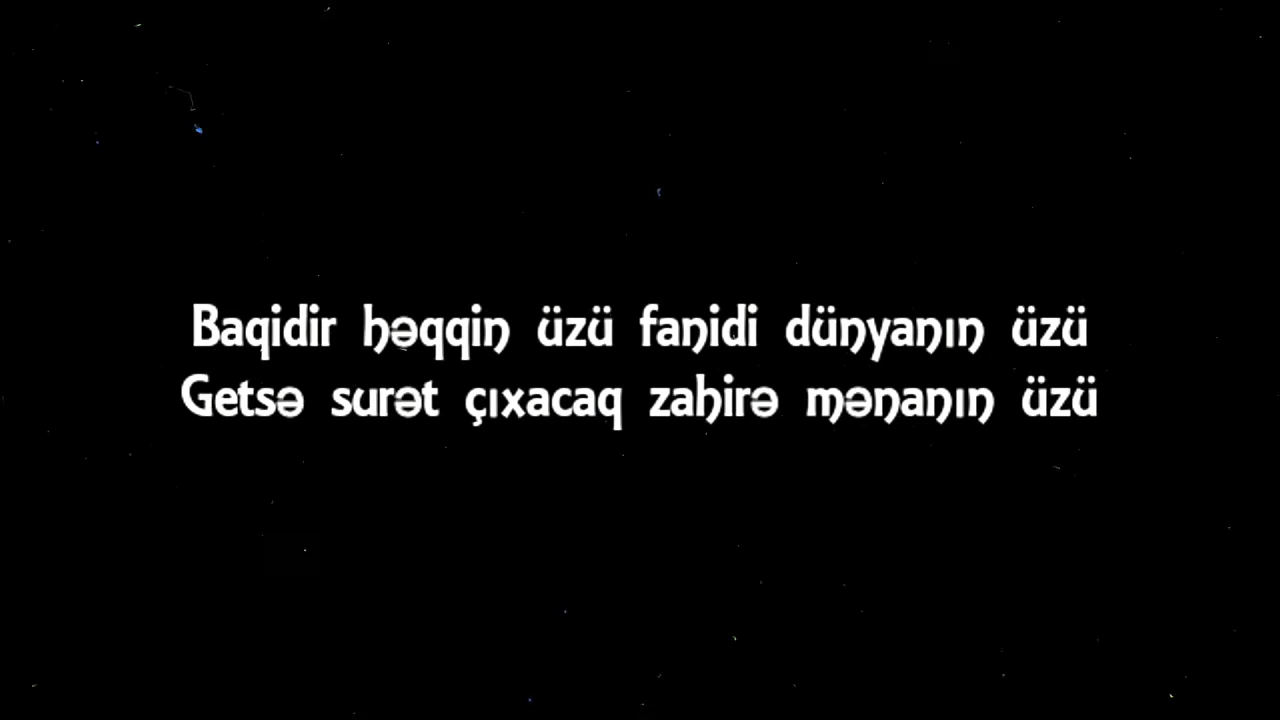 Baqidir həqqin üzü fanidi dünyanın üzü
Getsə surət çıxacaq zahirə mənanın üzü